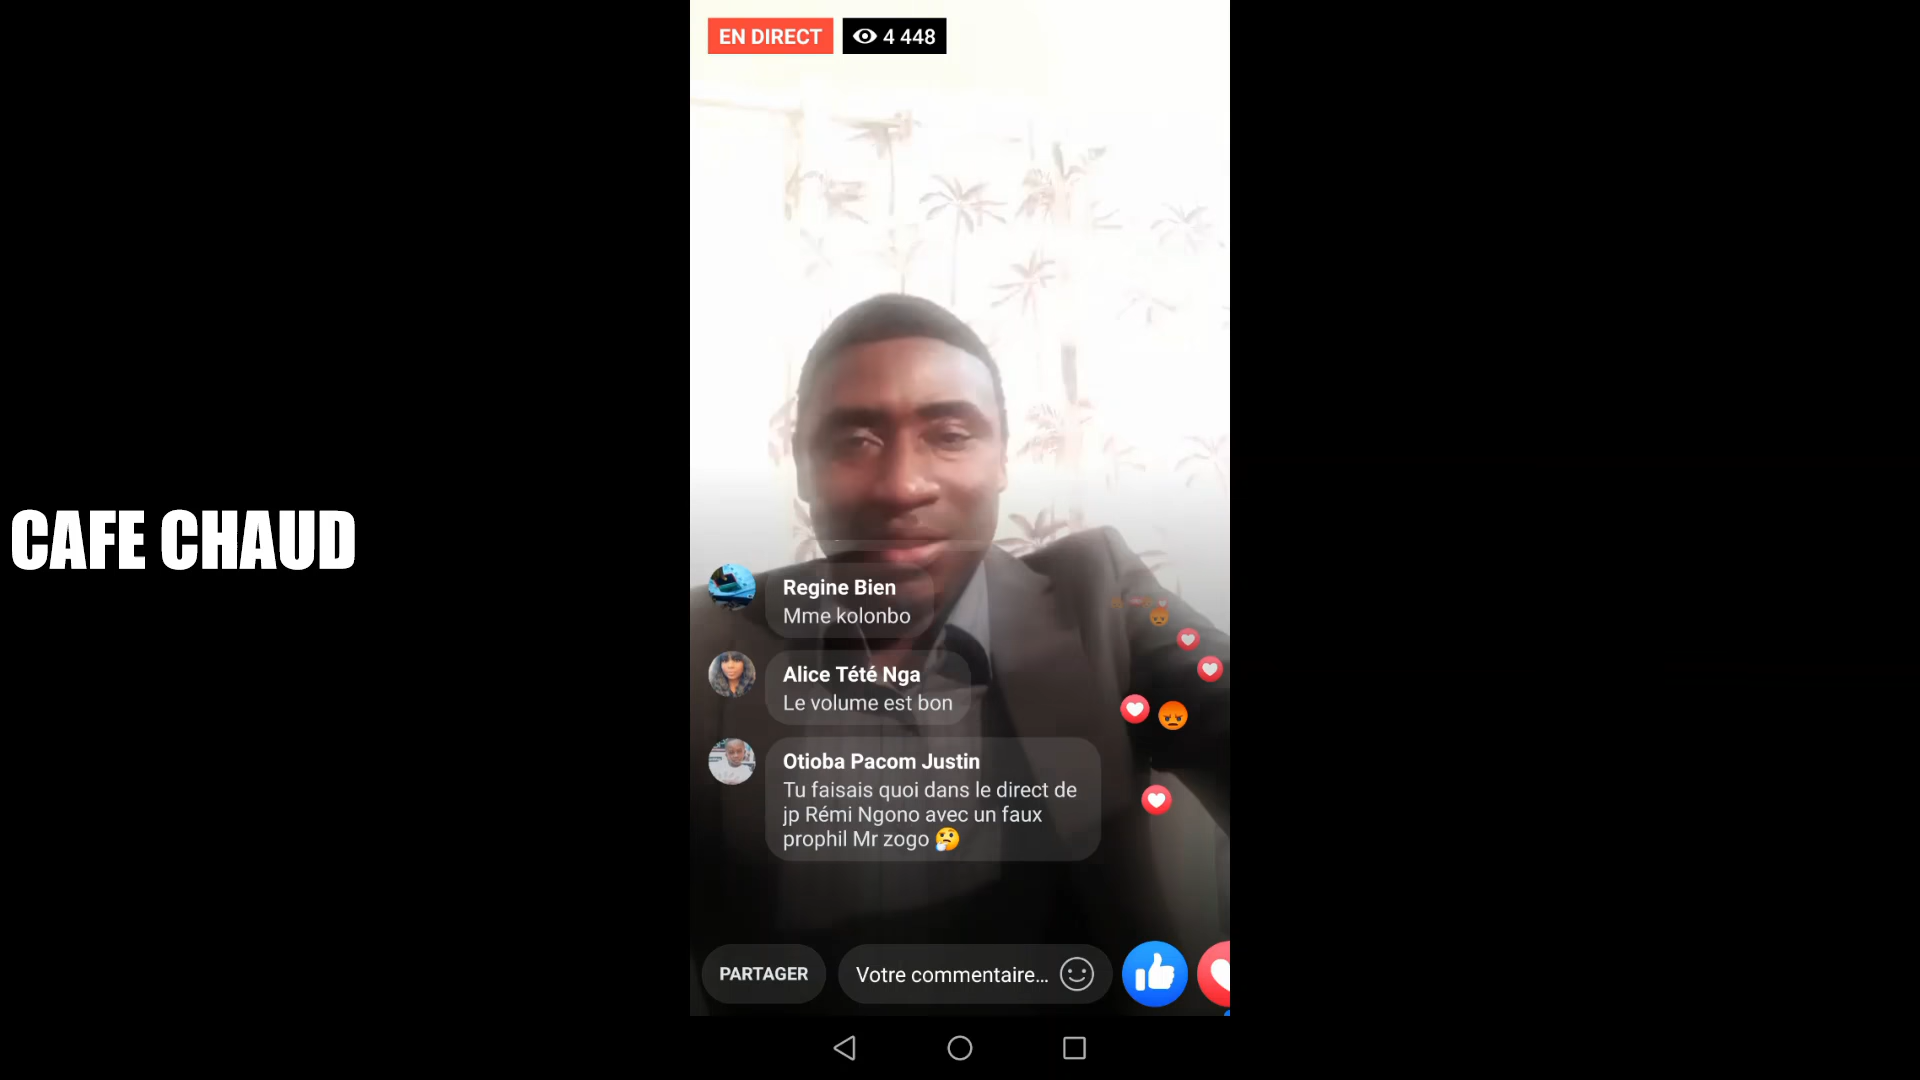 EN DIRECT
4 448
CAFE CHAUD
Regine Bien
Mme kolonbo
Alice Tété Nga
Le volume est bon
Otioba Pacom Justin
Tu faisais quoi dans le direct de
jp Rémi Ngono avec un faux
prophil Mr zogo 🤔
PARTAGER
Votre commentaire...